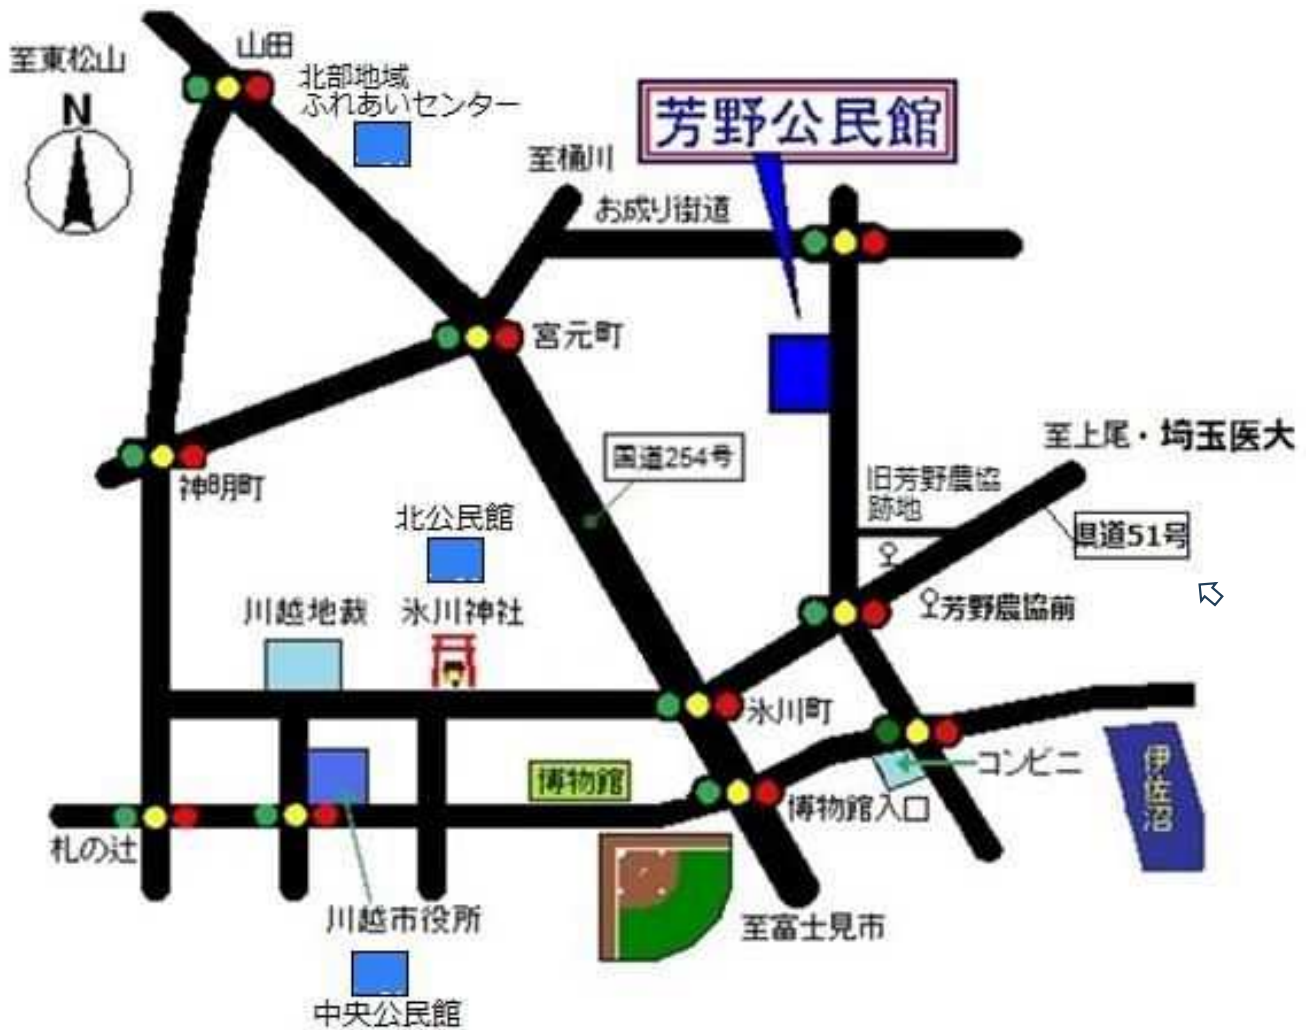 山田
至東松山
北部地域
ふれあいセンター
N
芳野公民館
至桶川
お成り街道
宮元町
至上尾・埼玉医大
国道254号
神明町
旧芳野農協
跡地
北公民館
県道51号
川越地裁
氷川神社
芳野農協前
氷川町
コンビニ
伊佐沼
博物館
博物館入口
札の辻
川越市役所
至富士見市
中央公民館